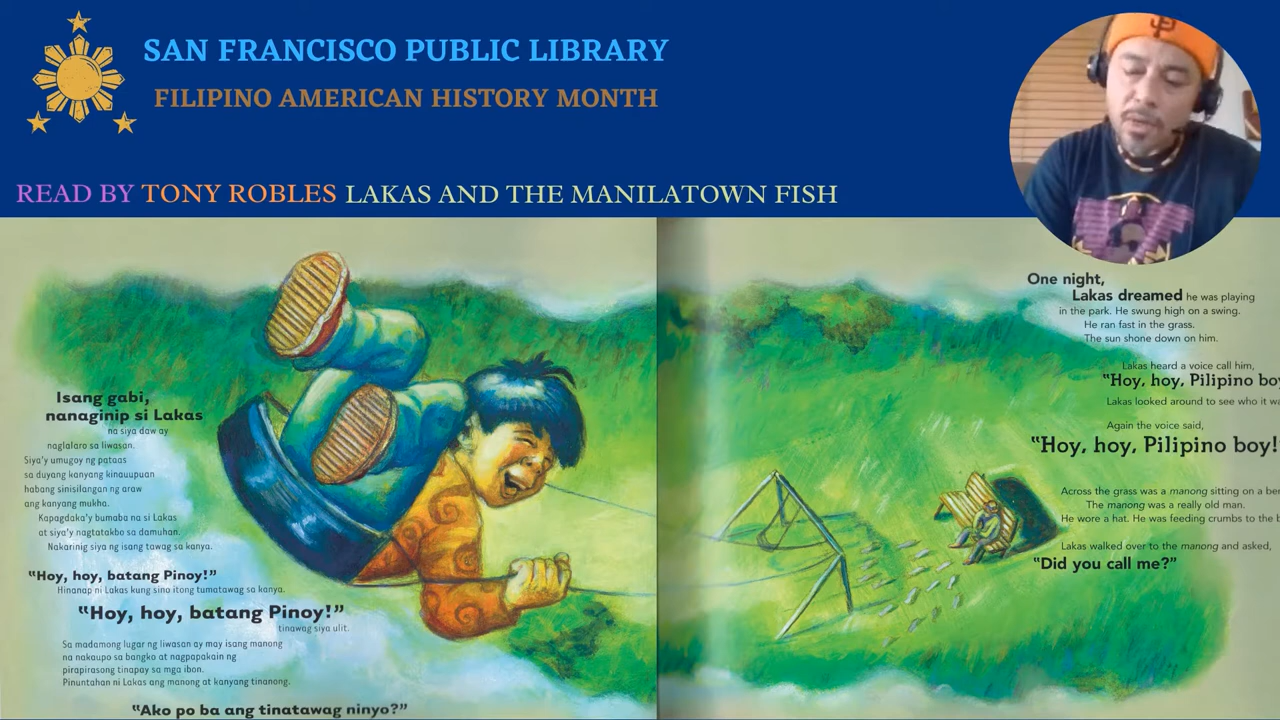 SAN FRANCISCO PUBLIC LIBRARY
FILIPINO AMERICAN HISTORY MONTH
READ BY TONY ROBLES LAKAS AND THE MANILATOWN FISH
Isang gabi,
nanaginip si Lakas
na siya daw ay
naglalaro sa liwasan.
Siya'y umugoy ng pataas
sa duyang kanyang kinauupuan
habang sinisilangan ng araw
ang kanyang mukha.
Kapagdaka'y bumaba na si Lakas
at siya'y nagtatakbo sa damuhan.
Nakarinig siya ng isang tawag sa kanya.
"Hoy, hoy, batang Pinoy!"
Hinanap ni Lakas kung sino itong tumatawag sa kanya.
"Hoy, hoy, batang Pinoy!"
tinawag siya ulit.
Sa madamong lugar ng liwasan ay may isang manong
na nakaupo sa bangko at nagpapakain ng
pirapirasong tinapay sa mga ibon.
Pinuntahan ni Lakas ang manong at kanyang tinanong.
"Ako po ba ang tinatawag ninyo?"
One night,
Lakas dreamed he was playing
in the park. He swung high on a swing.
He ran fast in the grass.
The sun shone down on him.
Lakas heard a voice call him,
"Hoy, hoy, Pilipino bo
Lakas looked around to see who it
Again the voice said,
"Hoy, hoy, Pilipino boy!
Across the grass was a manong sitting on a
The manong was a really old man.
He wore a hat. He was feeding crumbs to the
Lakas walked over to the manong and asked,
"Did you call me?"